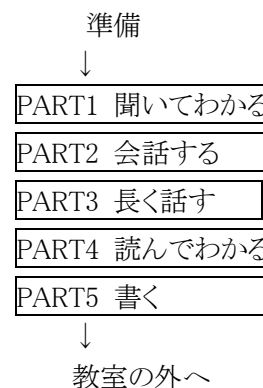 準備
↓
PART1 聞いてわかる
PART2 会話する
PART3 長く話す
PART4 読んでわかる
PART5 書く
↓
教室の外へ